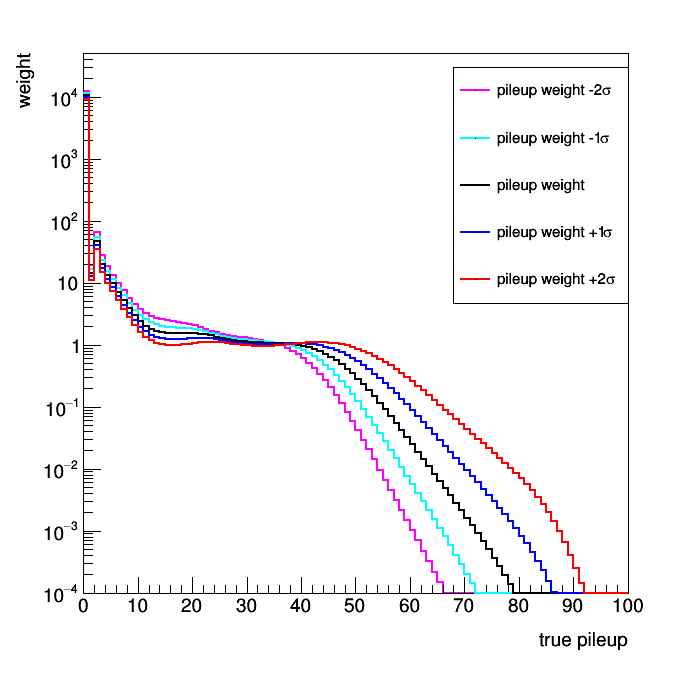 weight
10^4
10^3
10^2
10
1
10^−1
10^−2
10^−3
10^−4
0 10 20 30 40 50 60 70 80 90 100
true pileup
pileup weight -2σ
pileup weight -1σ
pileup weight
pileup weight +1σ
pileup weight +2σ